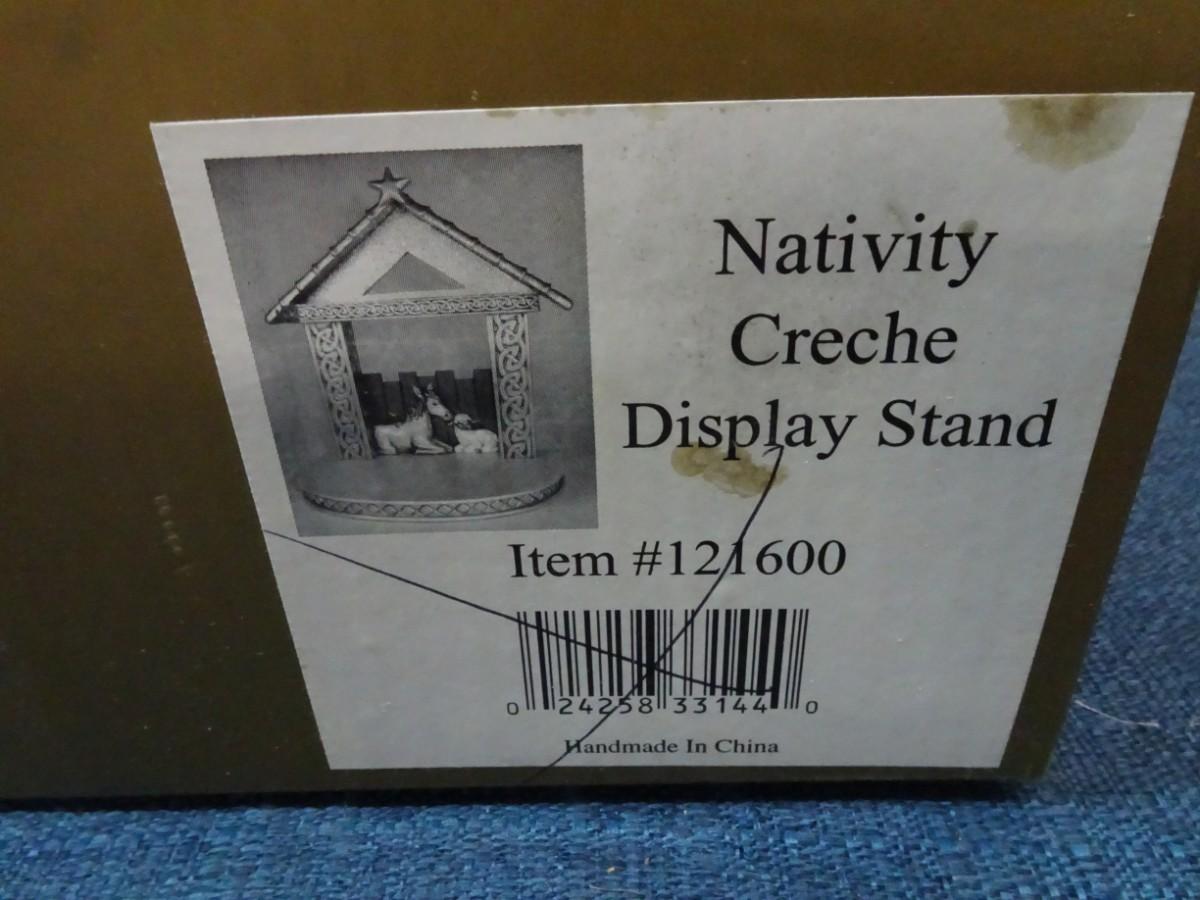 Nativity
Creche
Display Stand
Item #121600
0 24258 33144 0
Handmade In China